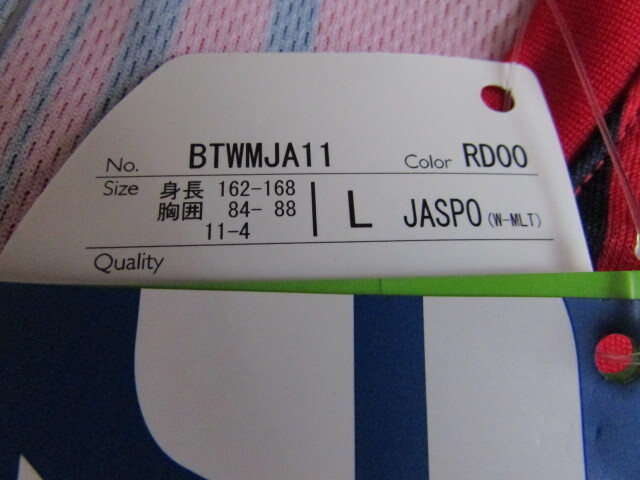 No. BTWMJA11 Color RD00
Size 身長 162-168
胸囲 84- 88 L JASPO (W-MLT)
11-4
Quality